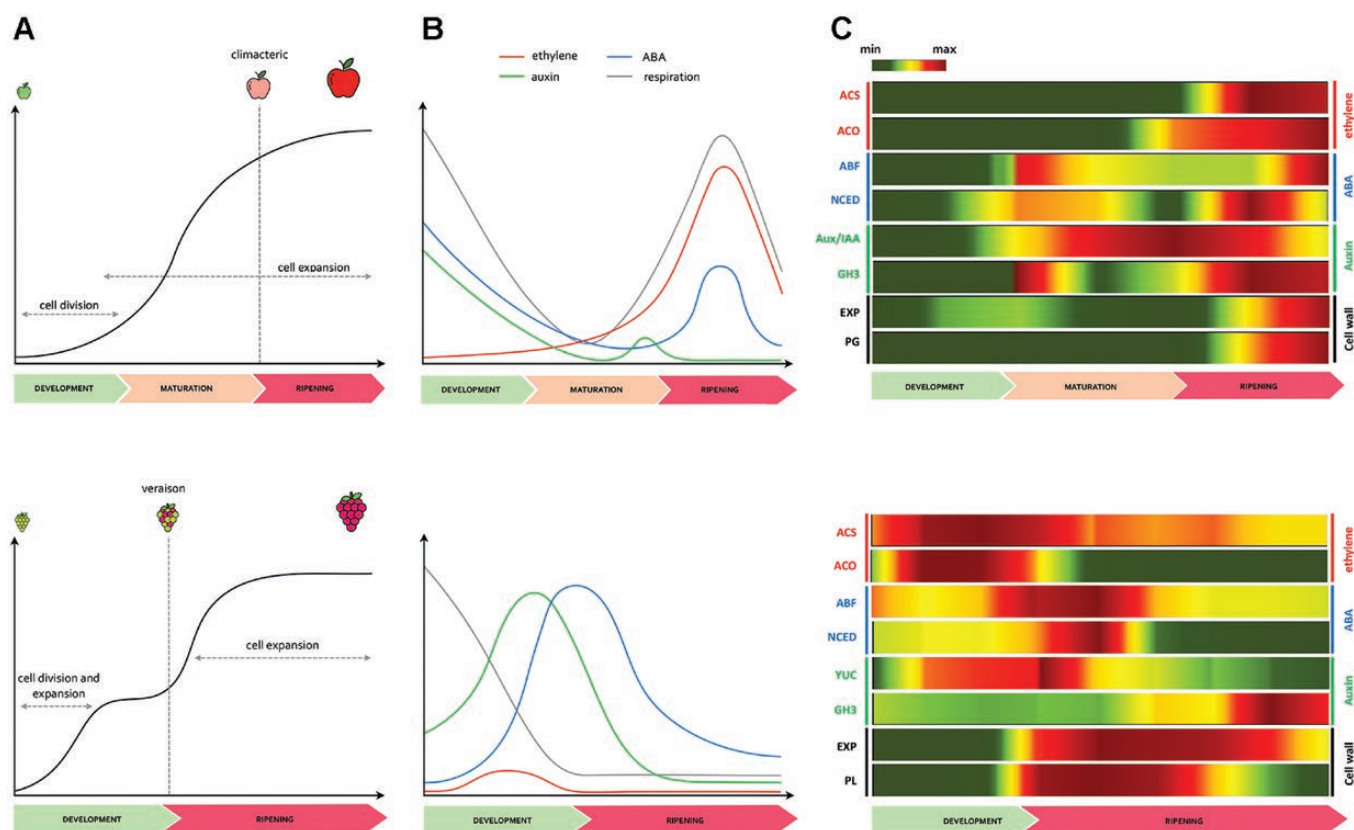 A
climacteric
cell expansion
cell division
DEVELOPMENT
MATURATION
RIPENING
B
ethylene
ABA
auxin
respiration
DEVELOPMENT
MATURATION
RIPENING
C
min
max
ACS
ACO
ABF
NCED
Aux/IAA
GH3
EXP
PG
ethylene
ABA
Auxin
Cell wall
DEVELOPMENT
MATURATION
RIPENING
veraison
cell expansion
cell division and
expansion
DEVELOPMENT
RIPENING
DEVELOPMENT
RIPENING
ACS
ACO
ABF
NCED
YUC
GH3
EXP
PL
ethylene
ABA
Auxin
Cell wall
DEVELOPMENT
RIPENING